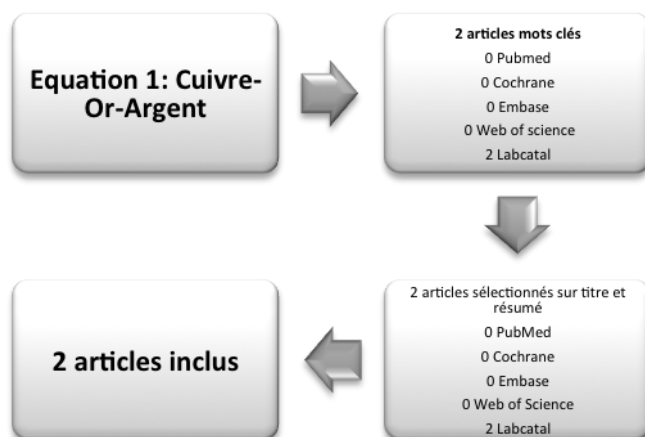 Equation 1: Cuivre-
Or-Argent
2 articles mots clés
0 Pubmed
0 Cochrane
0 Embase
0 Web of science
2 Labcatal
2 articles sélectionnés sur titre et
résumé
0 PubMed
0 Cochrane
0 Embase
0 Web of Science
2 Labcatal
2 articles inclus